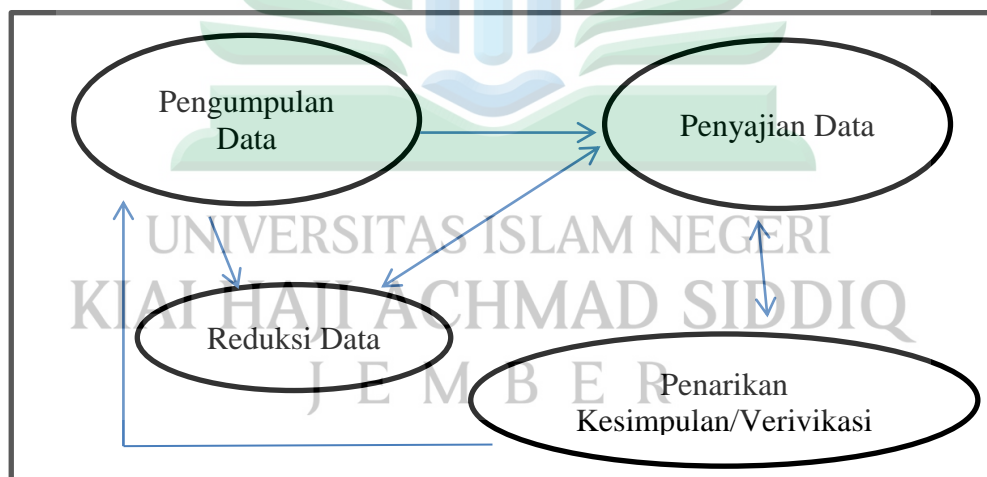 Pengumpulan
Data
Penyajian Data
UNIVERSITAS ISLAM NEGERI
KIAI HAJI ACHMAD SIDDIQ
Reduksi Data
J E M B E R
Penarikan
Kesimpulan/Verivikasi